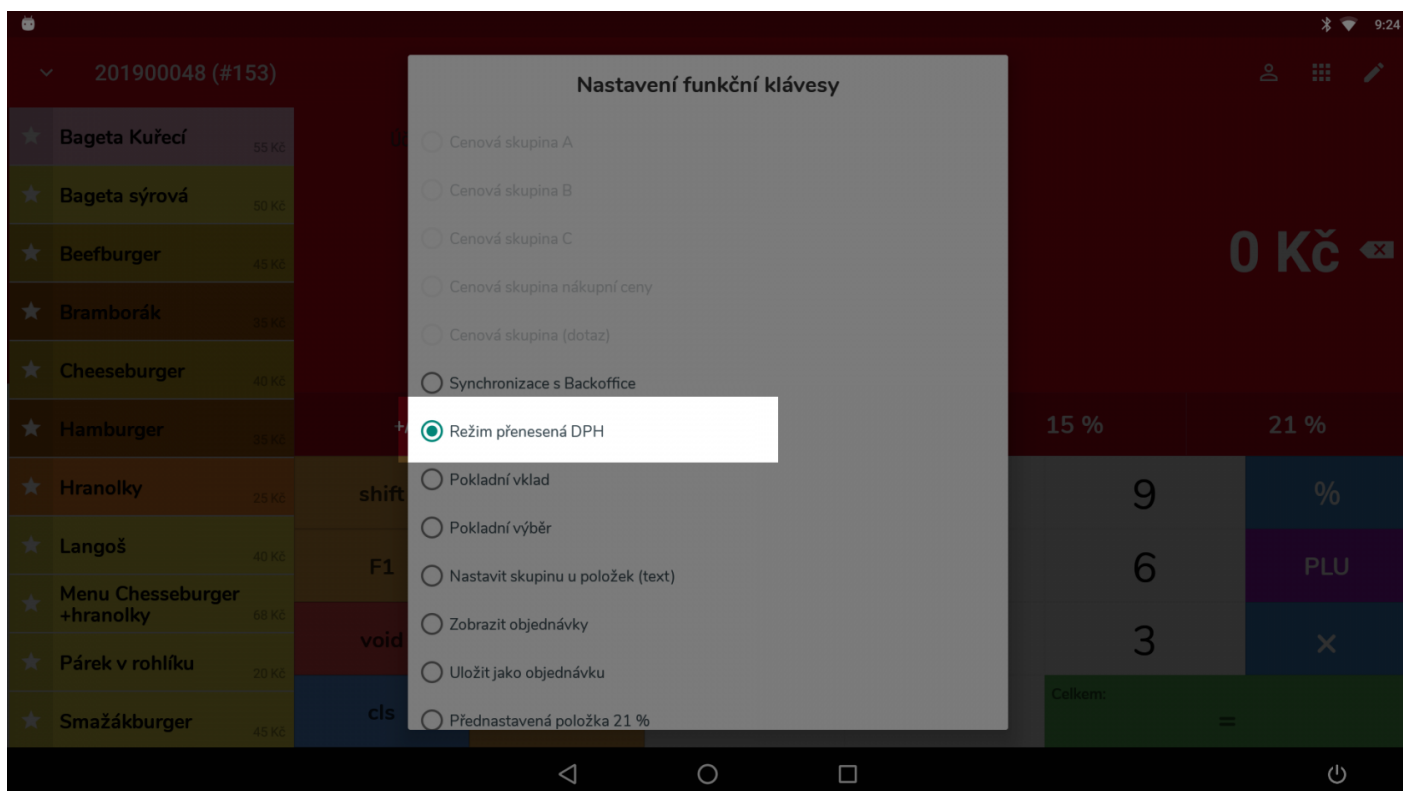 9:24
201900048 (#153)
Nastavení funkční klávesy
Bageta Kuřecí
55 Kč
Bageta sýrová
50 Kč
Beefburger
45 Kč
Bramborák
35 Kč
Cheeseburger
40 Kč
Hamburger
35 Kč
Hranolky
25 Kč
Langoš
40 Kč
Menu Chesseburger
+hranolky
68 Kč
Párek v rohlíku
20 Kč
Smažákburger
45 Kč
Cenová skupina A
Cenová skupina B
Cenová skupina C
Cenová skupina nákupní ceny
Cenová skupina (dotaz)
Synchronizace s Backoffice
Režim přenesená DPH
Pokladní vklad
Pokladní výběr
Nastavit skupinu u položek (text)
Zobrazit objednávky
Uložit jako objednávku
Přednastavená položka 21 %
0 Kč
15 %
21 %
shift
9
%
F1
6
PLU
void
3
×
cls
Celkem:
=